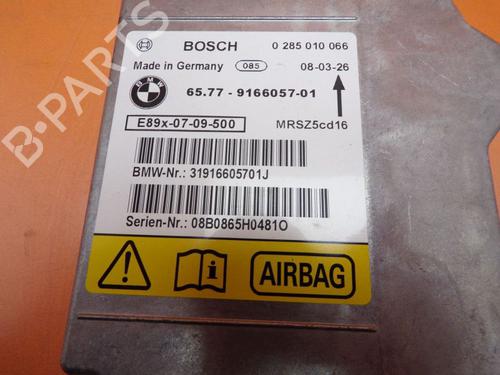 BOSCH 0 285 010 066
Made in Germany 085 08-03-26
BMW 65.77 - 9166057-01
E89x-07-09-500 MRSZ5cd16
BMW-Nr.: 31916605701J
Serien-Nr.: 08B0865H0481O
AIRBAG
B-PARTS